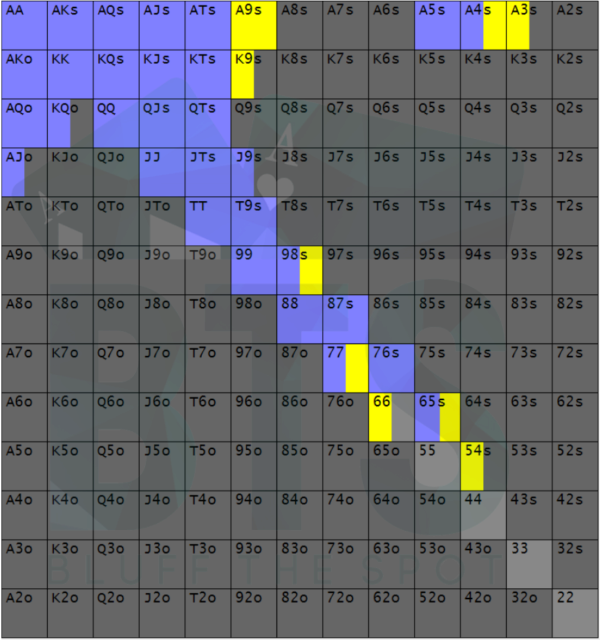 AA AKs AQs AJs ATs A9s A8s A7s A6s A5s A4s A3s A2s
AKo KK KQs KJs KTs K9s K8s K7s K6s K5s K4s K3s K2s
AQo KQo QQ QJs QTs Q9s Q8s Q7s Q6s Q5s Q4s Q3s Q2s
AJo KJo QJo JJ JTs J9s J8s J7s J6s J5s J4s J3s J2s
ATo KTo QTo JTo TT T9s T8s T7s T6s T5s T4s T3s T2s
A9o K9o Q9o J9o T9o 99 98s 97s 96s 95s 94s 93s 92s
A8o K8o Q8o J8o T8o 98o 88 87s 86s 85s 84s 83s 82s
A7o K7o Q7o J7o T7o 97o 87o 77 76s 75s 74s 73s 72s
A6o K6o Q6o J6o T6o 96o 86o 76o 66 65s 64s 63s 62s
A5o K5o Q5o J5o T5o 95o 85o 75o 65o 55 54s 53s 52s
A4o K4o Q4o J4o T4o 94o 84o 74o 64o 54o 44 43s 42s
A3o K3o Q3o J3o T3o 93o 83o 73o 63o 53o 43o 33 32s
A2o K2o Q2o J2o T2o 92o 82o 72o 62o 52o 42o 32o 22
A
A
BTS
BLUFF THE SPOT